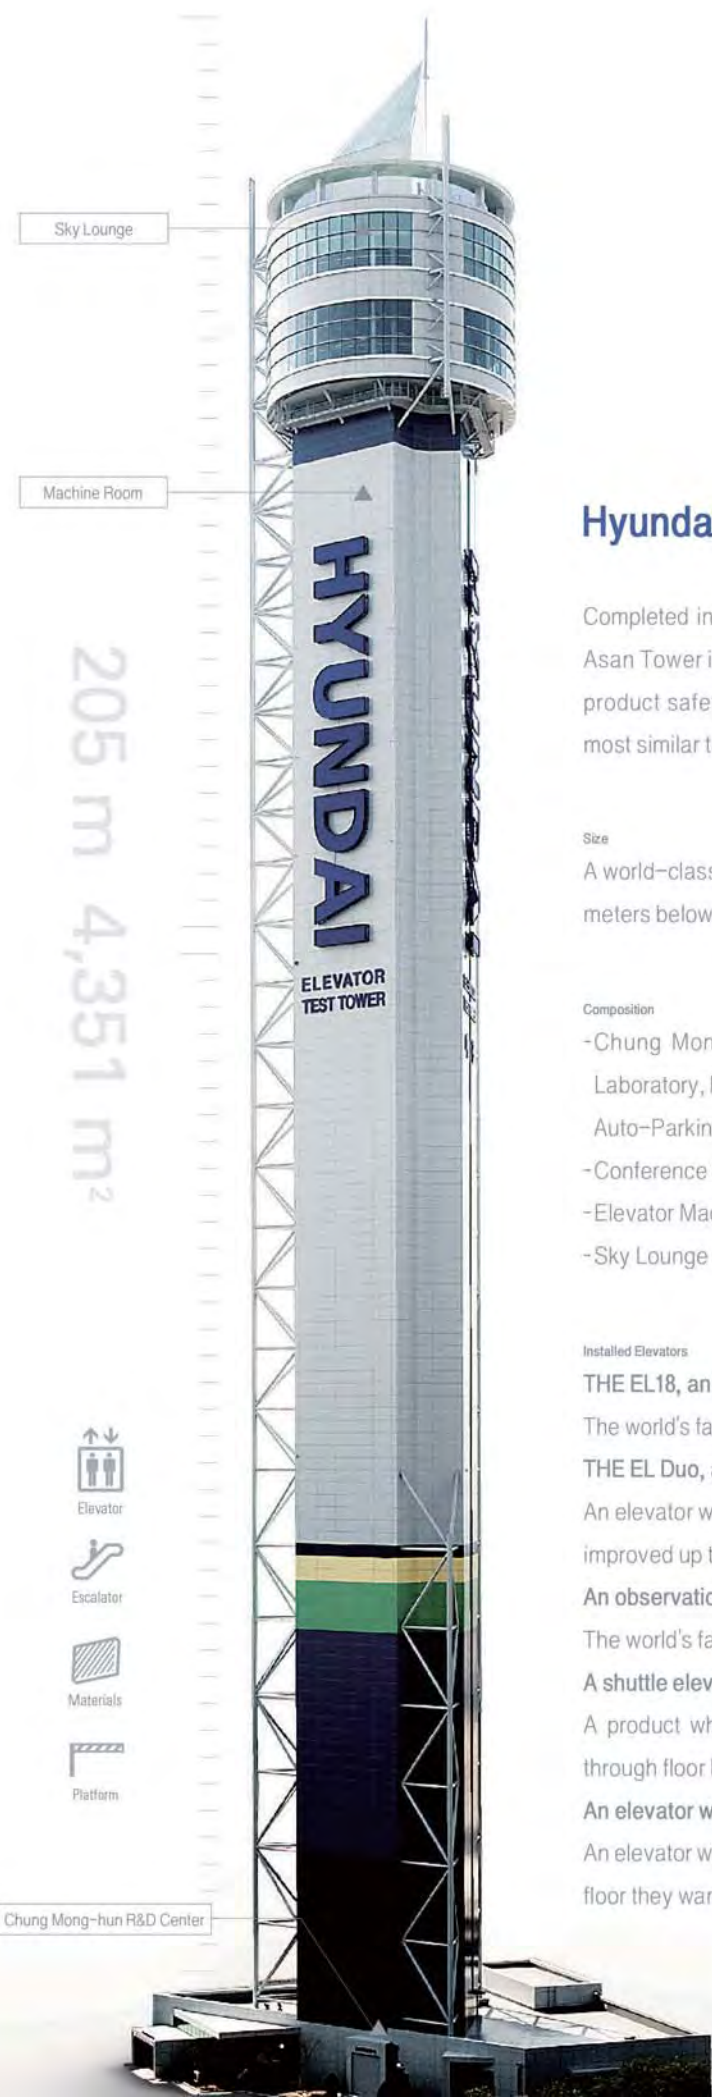 Sky Lounge
Machine Room
205 m 4,351 m²
HYUNDAI
ELEVATOR
TEST TOWER
Elevator
Escalator
Materials
Platform
Chung Mong-hun R&D Center
Hyunda
Completed in
Asan Tower i
product safe
most similar t
Size
A world-class
meters below
Composition
-Chung Mon
Laboratory,
Auto-Parkin
-Conference
-Elevator Ma
-Sky Lounge
Installed Elevators
THE EL18, an
The world's fa
THE EL Duo,
An elevator w
improved up t
An observatio
The world's fa
A shuttle elev
A product wh
through floor
An elevator w
An elevator w
floor they wan